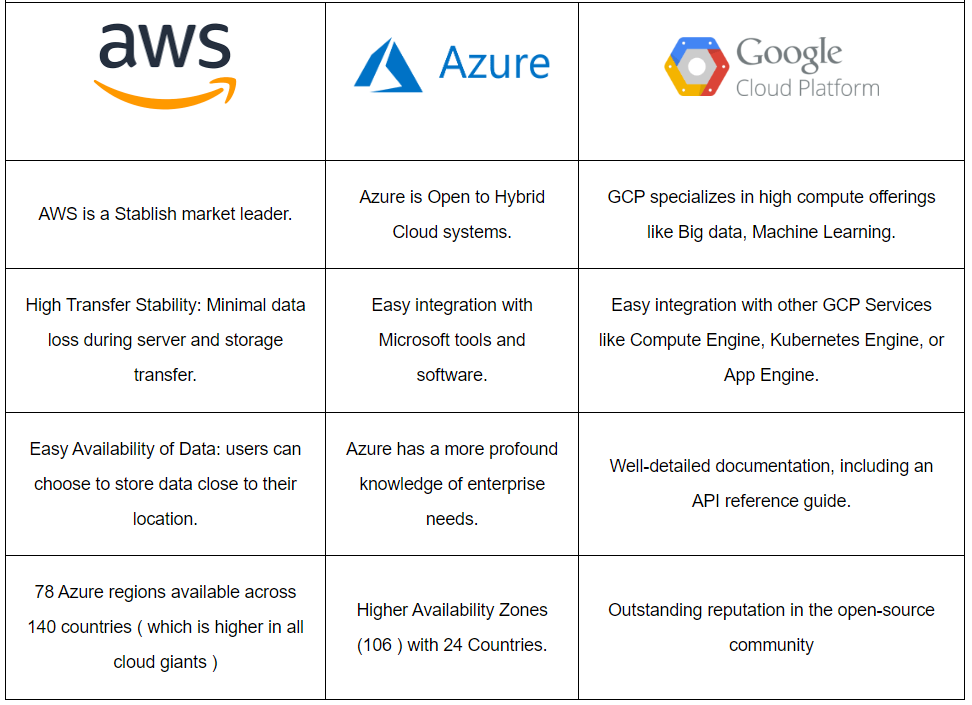 aws
Azure
Google
Cloud Platform
AWS is a Stablish market leader.
Azure is Open to Hybrid
Cloud systems.
GCP specializes in high compute offerings
like Big data, Machine Learning.
High Transfer Stability: Minimal data
loss during server and storage
transfer.
Easy integration with
Microsoft tools and
software.
Easy integration with other GCP Services
like Compute Engine, Kubernetes Engine, or
App Engine.
Easy Availability of Data: users can
choose to store data close to their
location.
Azure has a more profound
knowledge of enterprise
needs.
Well-detailed documentation, including an
API reference guide.
78 Azure regions available across
140 countries ( which is higher in all
cloud giants )
Higher Availability Zones
(106 ) with 24 Countries.
Outstanding reputation in the open-source
community